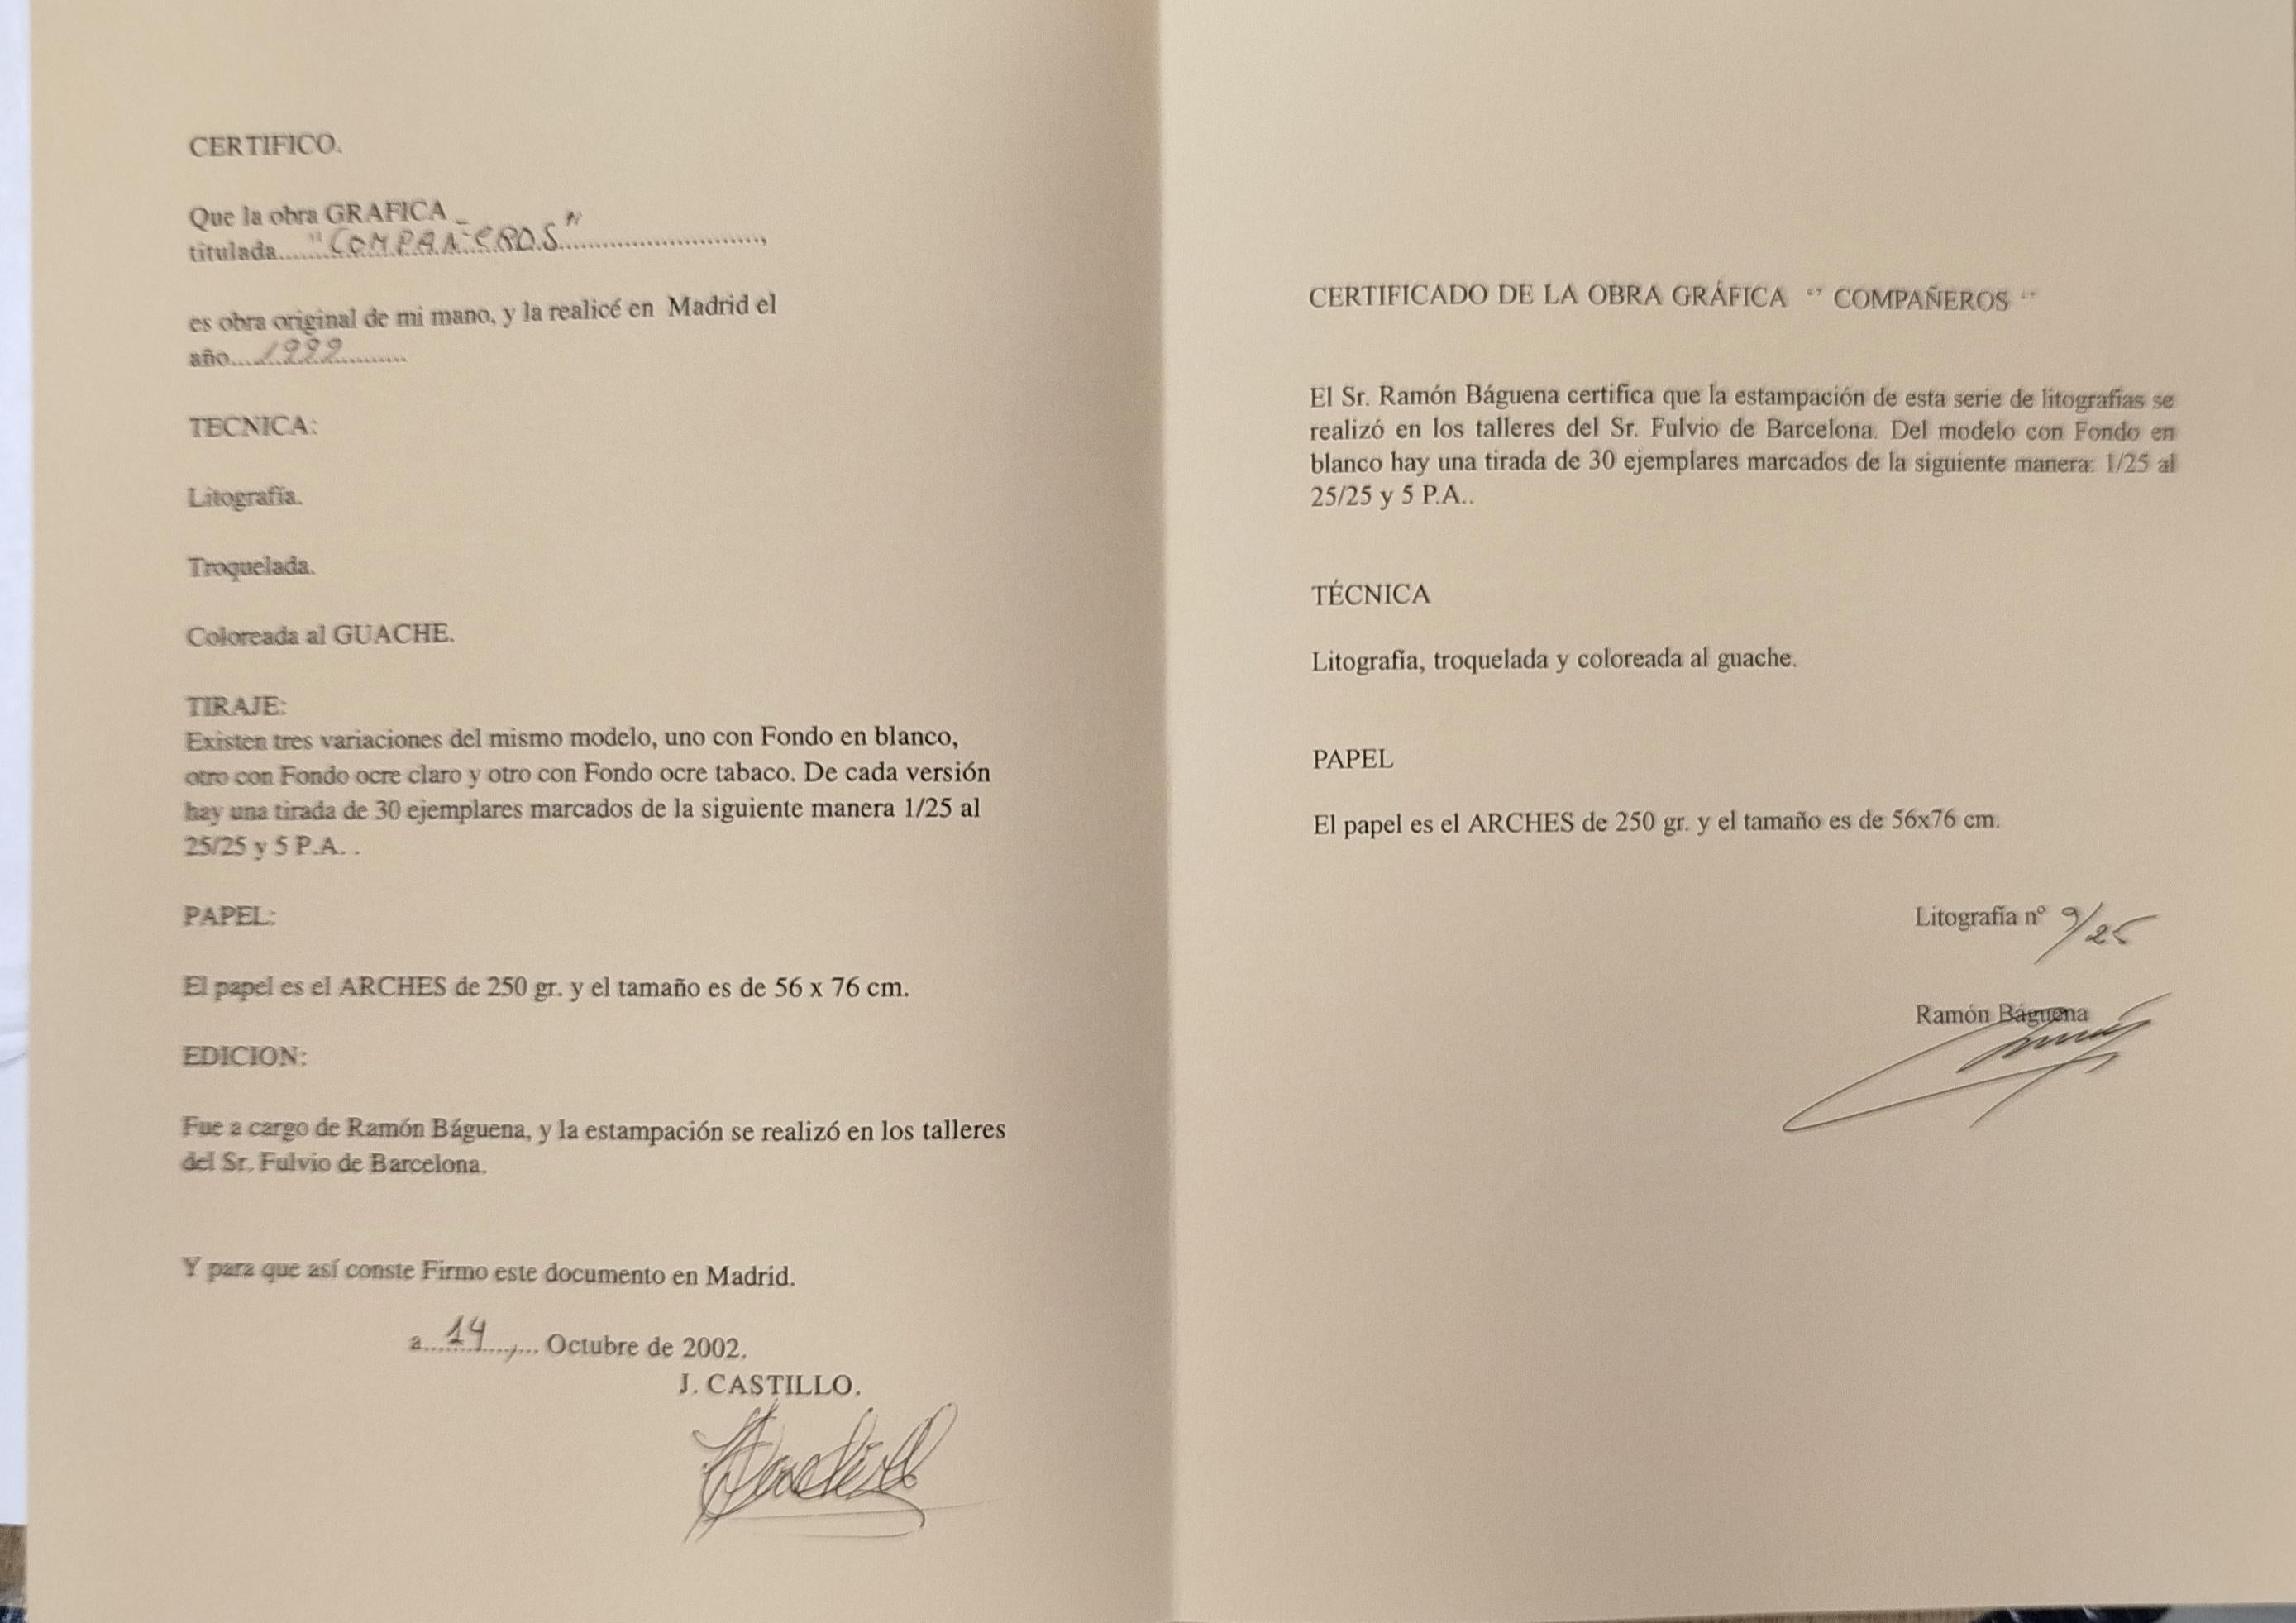 CERTIFICO.
Que la obra GRAFICA
titulada......."COMPAÑEROS"............................,
es obra original de mi mano, y la realicé en Madrid el
año....1999..........
TECNICA:
Litografía.
Troquelada.
Coloreada al GUACHE.
TIRAJE:
Existen tres variaciones del mismo modelo, uno con Fondo en blanco,
otro con Fondo ocre claro y otro con Fondo ocre tabaco. De cada versión
hay una tirada de 30 ejemplares marcados de la siguiente manera 1/25 al
25/25 y 5 P.A. .
PAPEL:
El papel es el ARCHES de 250 gr. y el tamaño es de 56 x 76 cm.
EDICION:
Fue a cargo de Ramón Báguena, y la estampación se realizó en los talleres
del Sr. Fulvio de Barcelona.
Y para que así conste Firmo este documento en Madrid.
a...14...,... Octubre de 2002.
J. CASTILLO.
CERTIFICADO DE LA OBRA GRÁFICA “ COMPAÑEROS “
El Sr. Ramón Báguena certifica que la estampación de esta serie de litografías se
realizó en los talleres del Sr. Fulvio de Barcelona. Del modelo con Fondo en
blanco hay una tirada de 30 ejemplares marcados de la siguiente manera: 1/25 al
25/25 y 5 P.A..
TÉCNICA
Litografía, troquelada y coloreada al guache.
PAPEL
El papel es el ARCHES de 250 gr. y el tamaño es de 56x76 cm.
Litografía nº 9/25
Ramón Báguena